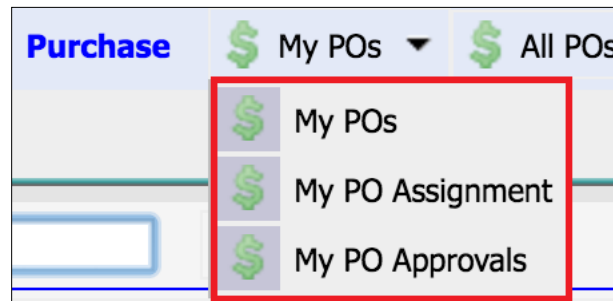 Purchase My POs All POs
My POs
My PO Assignment
My PO Approvals